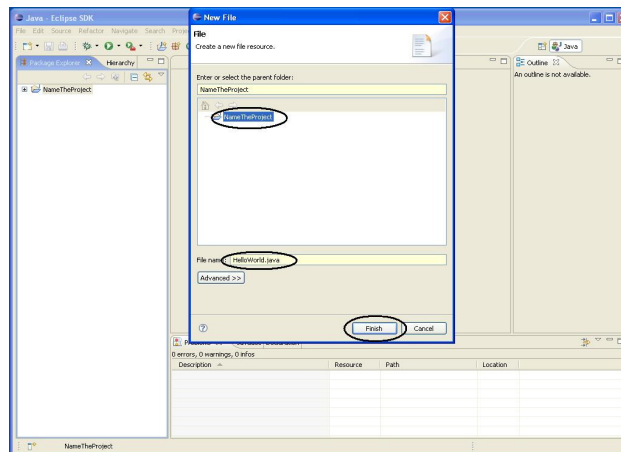 Java - Eclipse SDK
File Edit Source Refactor Navigate Search Proje
Java
Package Explorer Hierarchy
NameTheProject
New File
File
Create a new file resource.
Enter or select the parent folder:
NameTheProject
NameTheProject
File name: HelloWorld.java
Advanced >>
Finish Cancel
Outline
An outline is not available.
0 errors, 0 warnings, 0 infos
Description Resource Path Location
NameTheProject